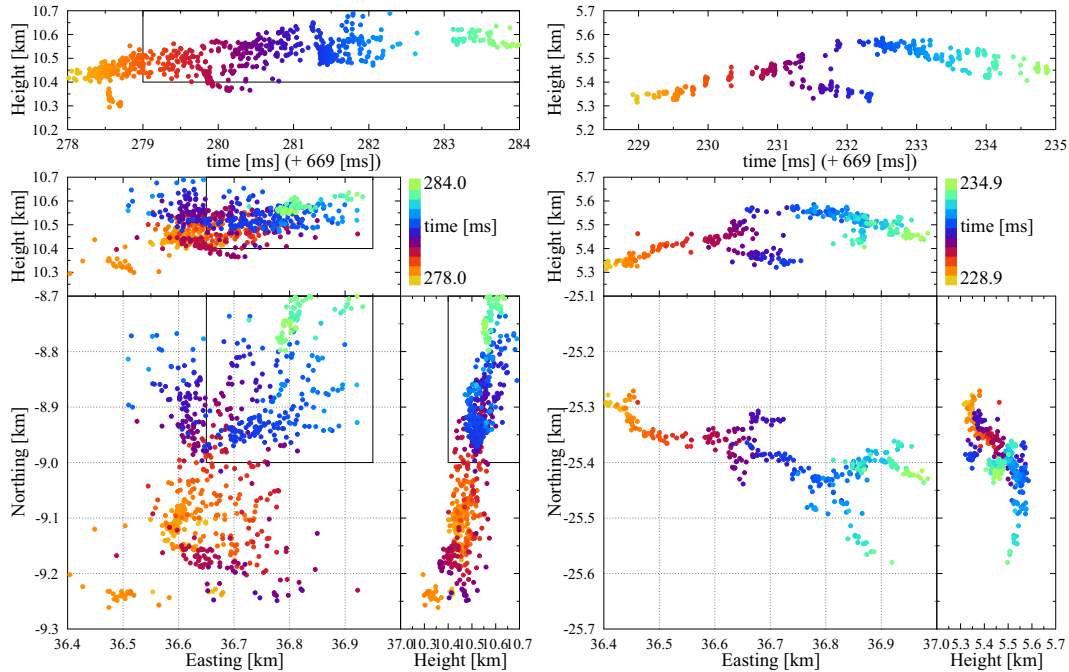 10.7
10.6
10.5
10.4
10.3
10.2
Height [km]
278 279 280 281 282 283 284
time [ms] (+ 669 [ms])
10.7
10.6
10.5
10.4
10.3
Height [km]
284.0
time [ms]
278.0
-8.7
-8.8
-8.9
-9.0
-9.1
-9.2
-9.3
Northing [km]
36.4 36.5 36.6 36.7 36.8 36.9 37.0
Easting [km]
10.3 10.4 10.5 10.6 10.7
Height [km]
5.7
5.6
5.5
5.4
5.3
5.2
Height [km]
229 230 231 232 233 234 235
time [ms] (+ 669 [ms])
5.7
5.6
5.5
5.4
5.3
Height [km]
234.9
time [ms]
228.9
-25.1
-25.2
-25.3
-25.4
-25.5
-25.6
-25.7
Northing [km]
36.4 36.5 36.6 36.7 36.8 36.9 37.0
Easting [km]
5.3 5.4 5.5 5.6 5.7
Height [km]